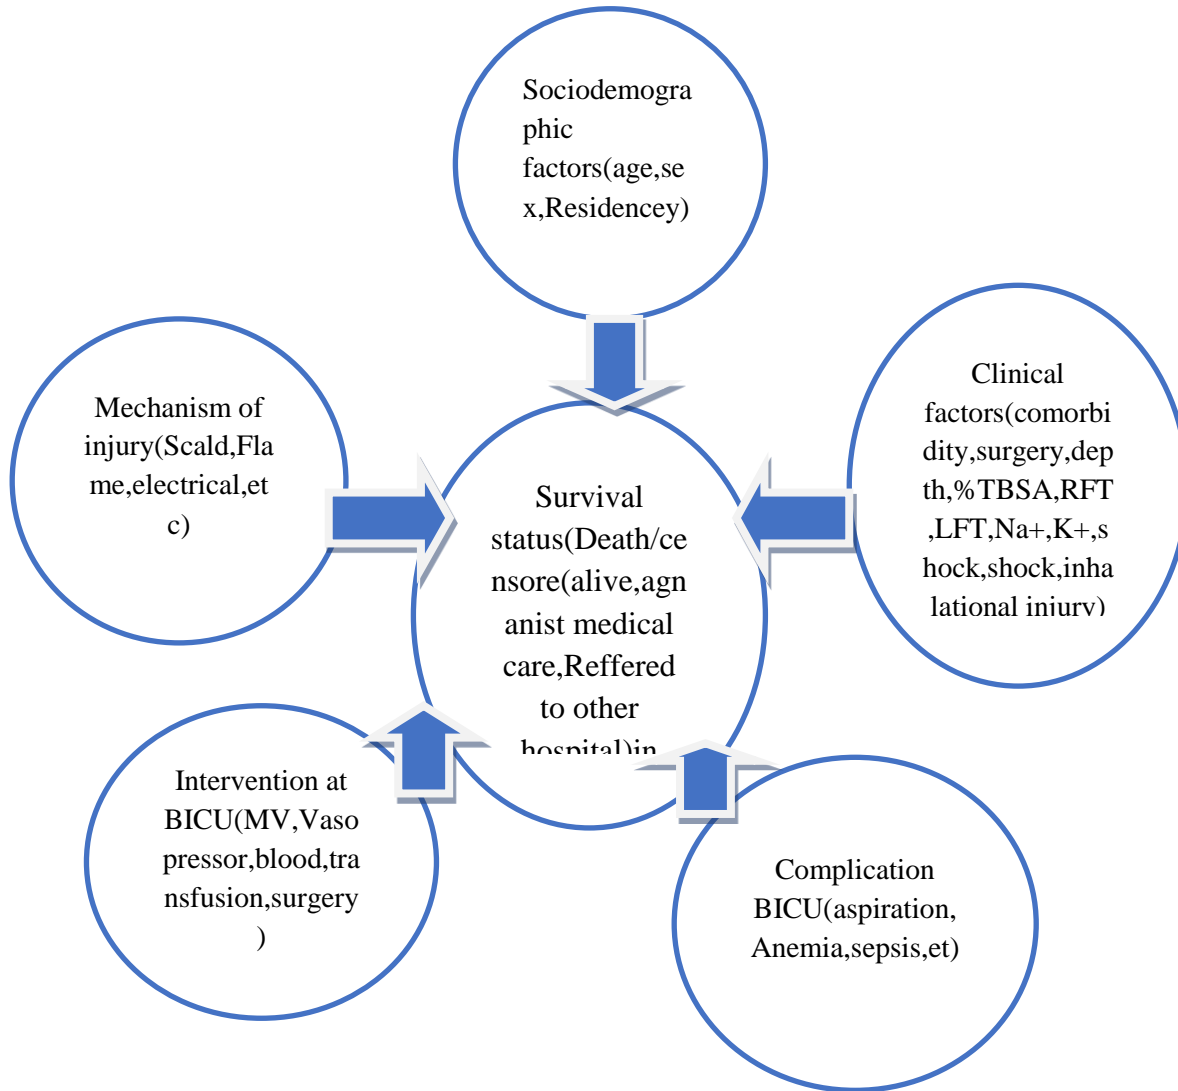 Sociodemogra
phic
factors(age,se
x,Residencey)
Mechanism of
injury(Scald,Fla
me,electrical,et
c)
Clinical
factors(comorbi
dity,surgery,dep
th,%TBSA,RFT
,LFT,Na+,K+,s
hock,shock,inha
lational injury)
Survival
status(Death/ce
nsore(alive,agn
anist medical
care,Reffered
to other
hospital)in
Intervention at
BICU(MV,Vaso
pressor,blood,tra
nsfusion,surgery
)
Complication
BICU(aspiration,
Anemia,sepsis,et)